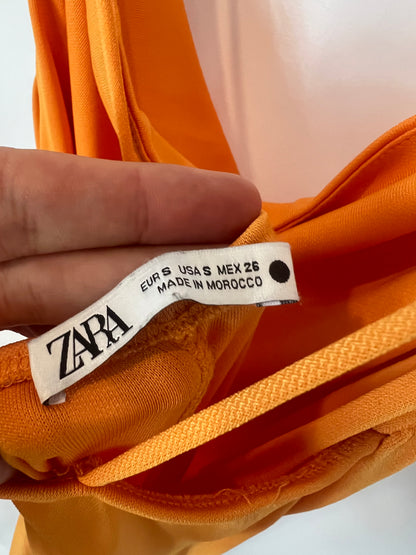 ZARA
EUR S USA S MEX 26
MADE IN MOROCCO